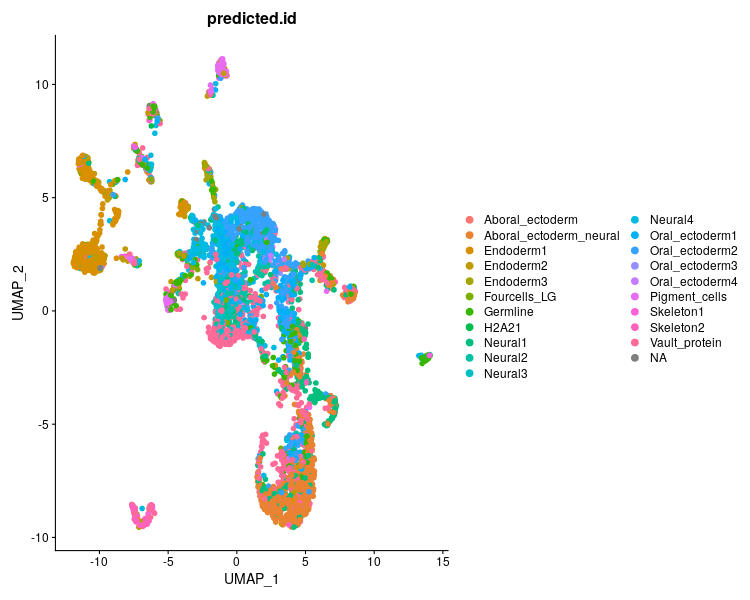 predicted.id
10
5
0
-5
-10
UMAP_2
-10
-5
0
5
10
15
UMAP_1
Aboral_ectoderm
Aboral_ectoderm_neural
Endoderm1
Endoderm2
Endoderm3
Fourcells_LG
Germline
H2A21
Neural1
Neural2
Neural3
Neural4
Oral_ectoderm1
Oral_ectoderm2
Oral_ectoderm3
Oral_ectoderm4
Pigment_cells
Skeleton1
Skeleton2
Vault_protein
NA